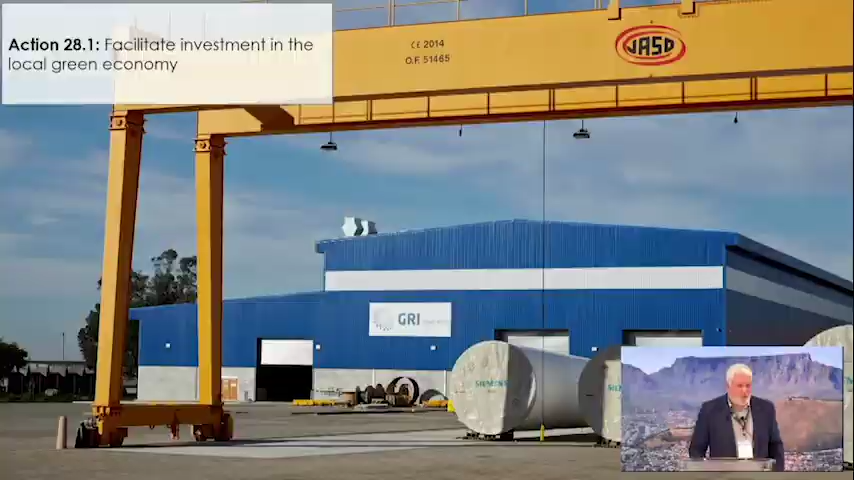 Action 28.1: Facilitate investment in the
local green economy
CE 2014
O.F. 51465
JASO
GRI
SIEMENS